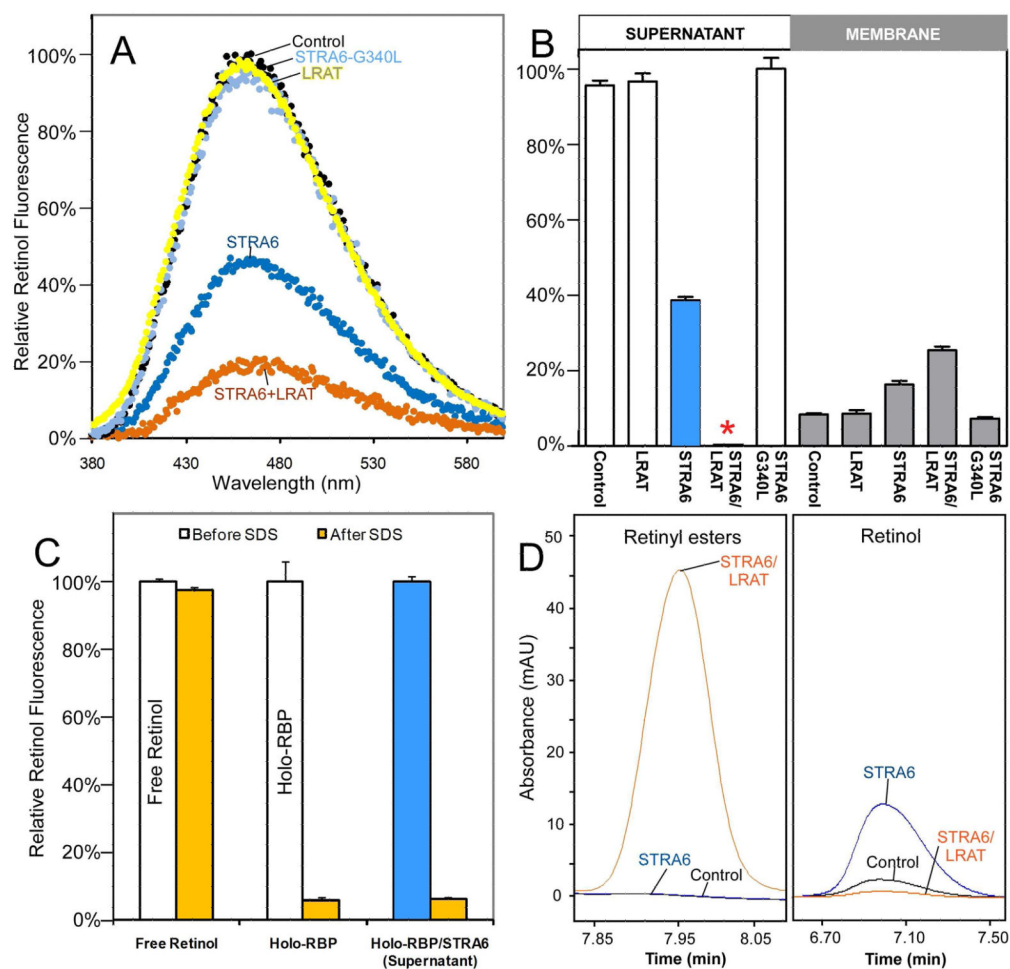 A
Relative Retinol Fluorescence
100%
80%
60%
40%
20%
0%
Control
STRA6-G340L
LRAT
STRA6
STRA6+LRAT
380
430
480
530
580
Wavelength (nm)
B
SUPERNATANT
MEMBRANE
100%
80%
60%
40%
20%
0%
*
Control
LRAT
STRA6
STRA6/
LRAT
STRA6
G340L
Control
LRAT
STRA6
STRA6/
LRAT
STRA6
G340L
C
Before SDS
After SDS
Relative Retinol Fluorescence
100%
80%
60%
40%
20%
0%
Free Retinol
Holo-RBP
Free Retinol
Holo-RBP
Holo-RBP/STRA6
(Supernatant)
D
Absorbance (mAU)
50
40
30
20
10
0
Retinyl esters
STRA6/
LRAT
STRA6
Control
7.85
7.95
8.05
Time (min)
Retinol
STRA6
Control
STRA6/
LRAT
6.70
7.10
7.50
Time (min)